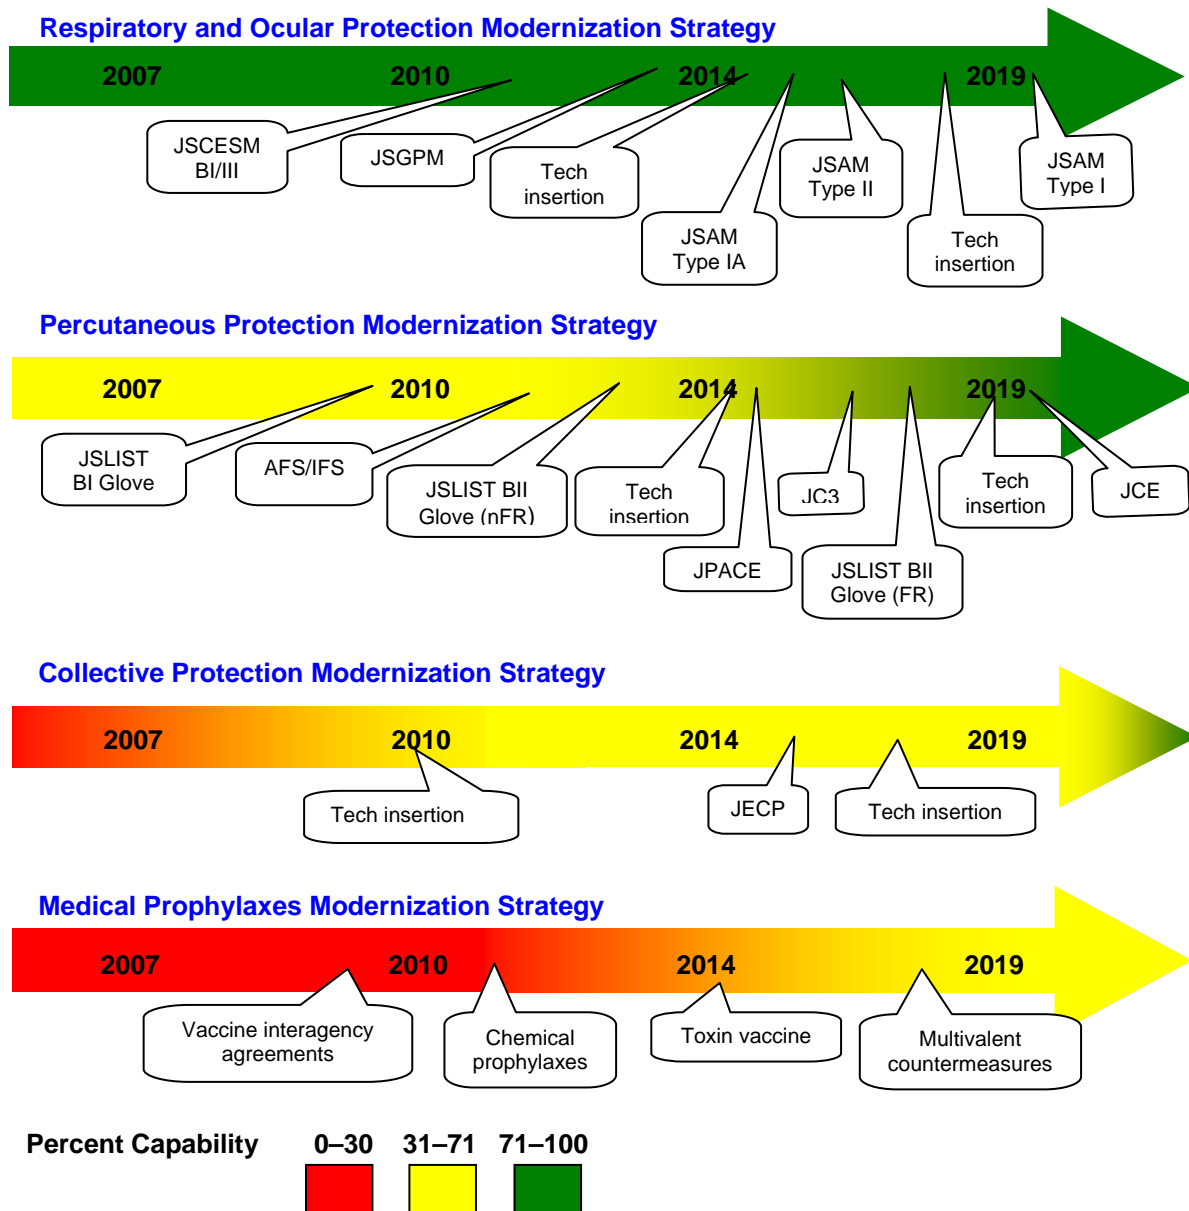 Respiratory and Ocular Protection Modernization Strategy
2007 2010 2014 2019
JSCESM
BI/III
JSGPM
Tech
insertion
JSAM
Type IA
JSAM
Type II
Tech
insertion
JSAM
Type I
Percutaneous Protection Modernization Strategy
2007 2010 2014 2019
JSLIST
BI Glove
AFS/IFS
JSLIST BII
Glove (nFR)
Tech
insertion
JPACE
JC3
JSLIST BII
Glove (FR)
Tech
insertion
JCE
Collective Protection Modernization Strategy
2007 2010 2014 2019
Tech insertion
JECP
Tech insertion
Medical Prophylaxes Modernization Strategy
2007 2010 2014 2019
Vaccine interagency
agreements
Chemical
prophylaxes
Toxin vaccine
Multivalent
countermeasures
Percent Capability 0–30 31–71 71–100